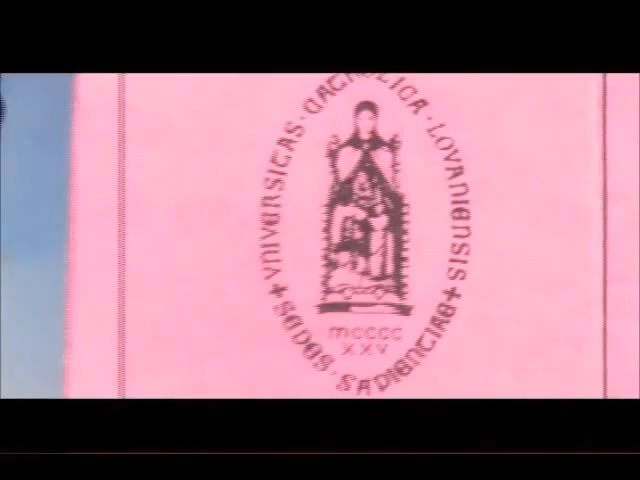 VNIVERSITAS · CATHOLICA · LOVANIENSIS
+ SEDES · SAPIENTIAE +
MCCCC
XXV